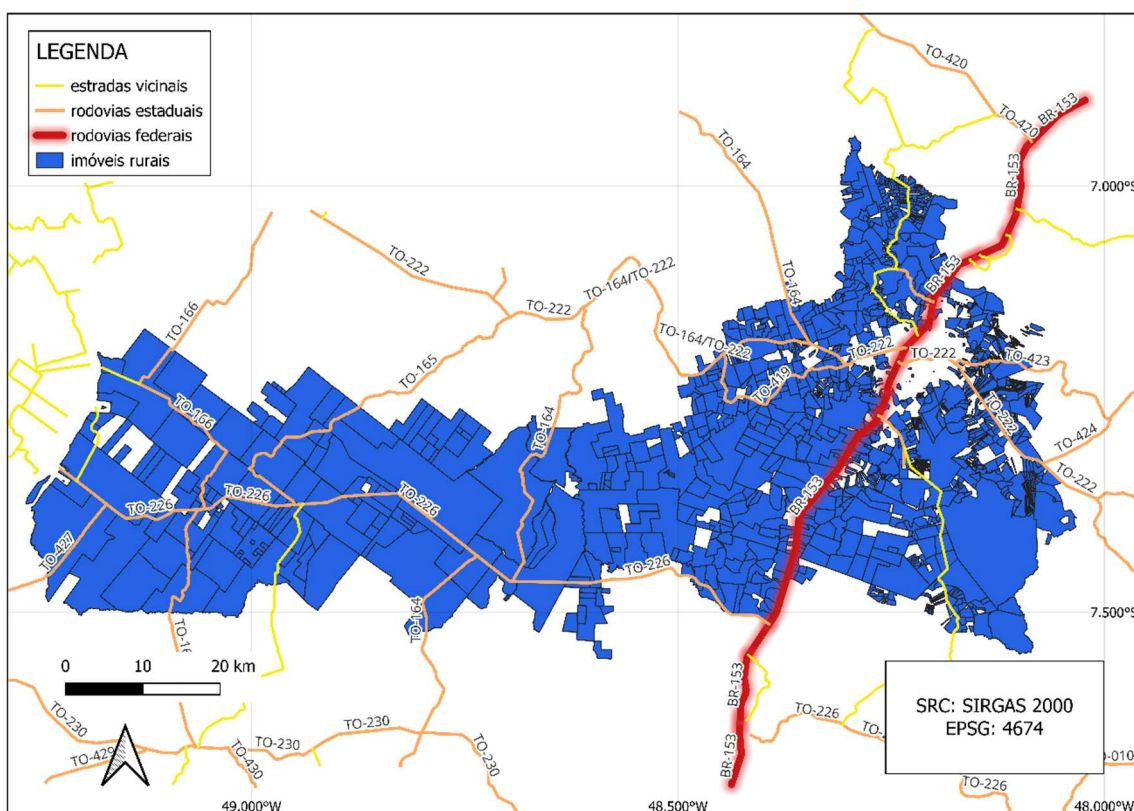 LEGENDA
estradas vicinais
rodovias estaduais
rodovias federais
imóveis rurais
TO-420
BR-153
TO-420
TO-164
BR-153
7.000°S
TO-222
TO-164/TO-222
TO-164
BR-153
TO-166
TO-222
TO-164/TO-222
TO-222
TO-222
TO-423
TO-165
TO-419
TO-166
TO-164
TO-222
TO-424
TO-226
TO-226
TO-226
BR-153
TO-222
TO-427
TO-226
TO-164
7.500°S
0 10 20 km
BR-153
SRC: SIRGAS 2000
EPSG: 4674
TO-230
TO-230
TO-230
TO-226
TO-429
TO-430
BR-153
TO-226
49.000°W
48.500°W
48.000°W